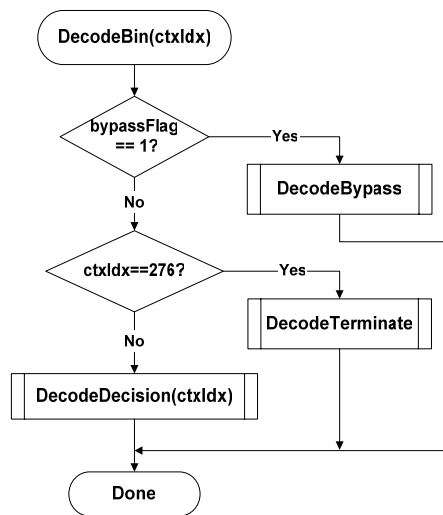 DecodeBin(ctxIdx)
bypassFlag
== 1?
Yes
DecodeBypass
No
ctxIdx==276?
Yes
DecodeTerminate
No
DecodeDecision(ctxIdx)
Done